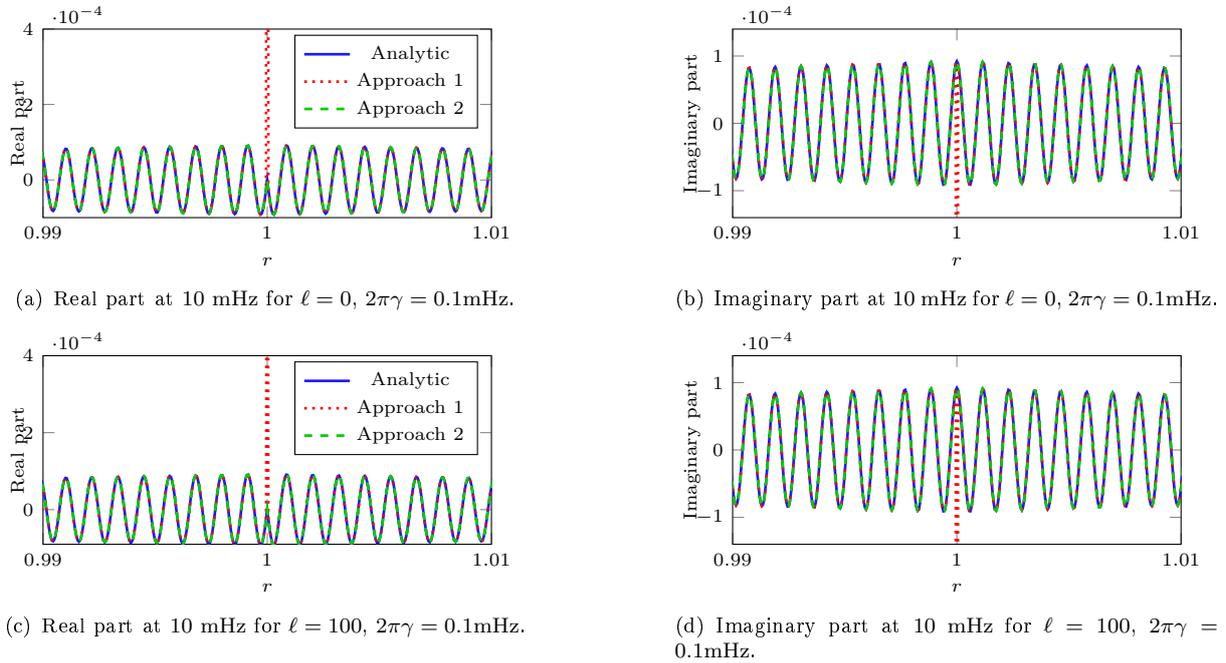 ·10⁻⁴
4
2
0
Real part
Analytic
Approach 1
Approach 2
0.99
1
1.01
r
(a) Real part at 10 mHz for ℓ = 0, 2πγ = 0.1mHz.
·10⁻⁴
1
0
−1
Imaginary part
0.99
1
1.01
r
(b) Imaginary part at 10 mHz for ℓ = 0, 2πγ = 0.1mHz.
·10⁻⁴
4
2
0
Real part
Analytic
Approach 1
Approach 2
0.99
1
1.01
r
(c) Real part at 10 mHz for ℓ = 100, 2πγ = 0.1mHz.
·10⁻⁴
1
0
−1
Imaginary part
0.99
1
1.01
r
(d) Imaginary part at 10 mHz for ℓ = 100, 2πγ =
0.1mHz.